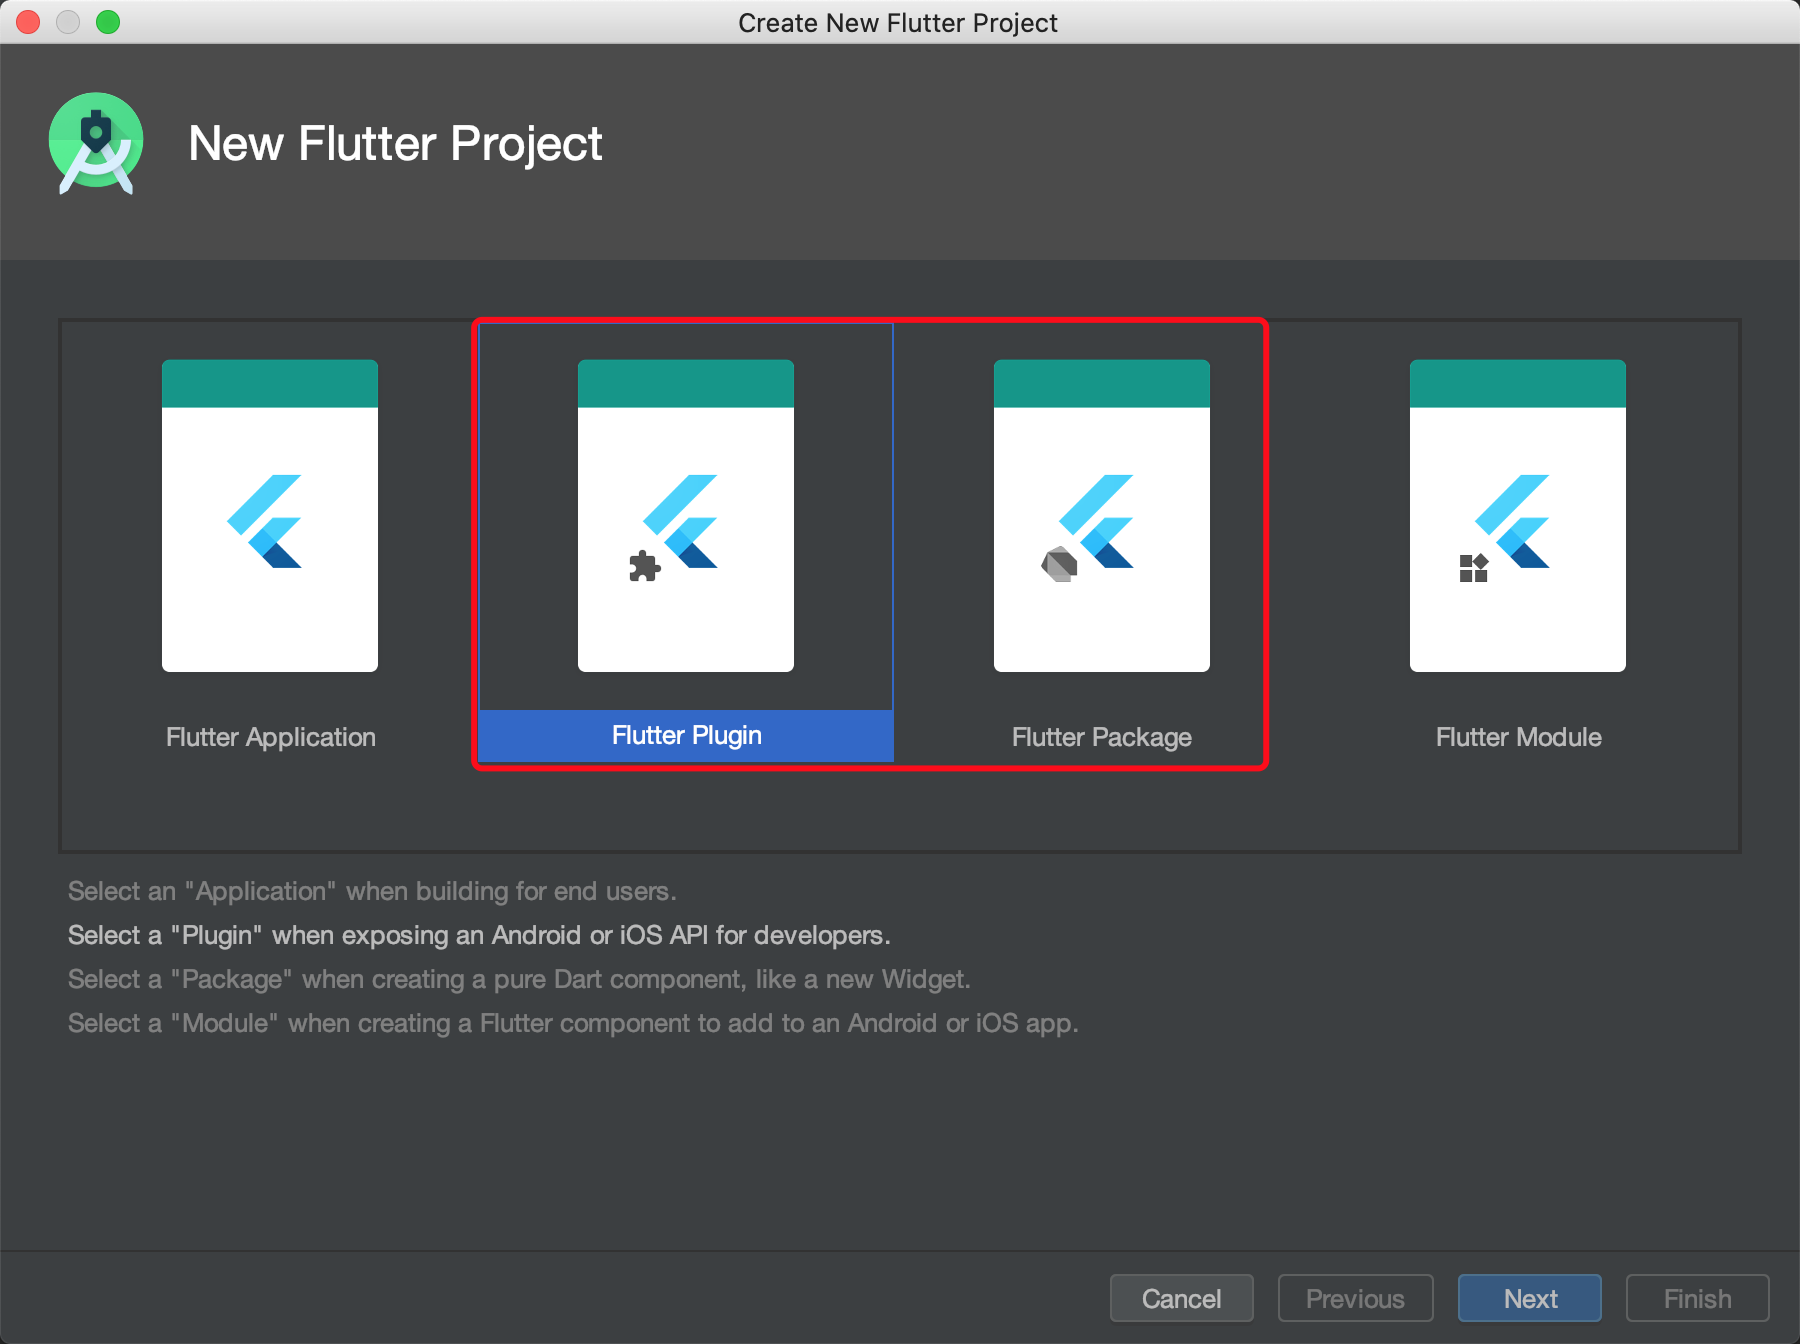 Create New Flutter Project
New Flutter Project
Flutter Application
Flutter Plugin
Flutter Package
Flutter Module
Select an "Application" when building for end users.
Select a "Plugin" when exposing an Android or iOS API for developers.
Select a "Package" when creating a pure Dart component, like a new Widget.
Select a "Module" when creating a Flutter component to add to an Android or iOS app.
Cancel
Previous
Next
Finish